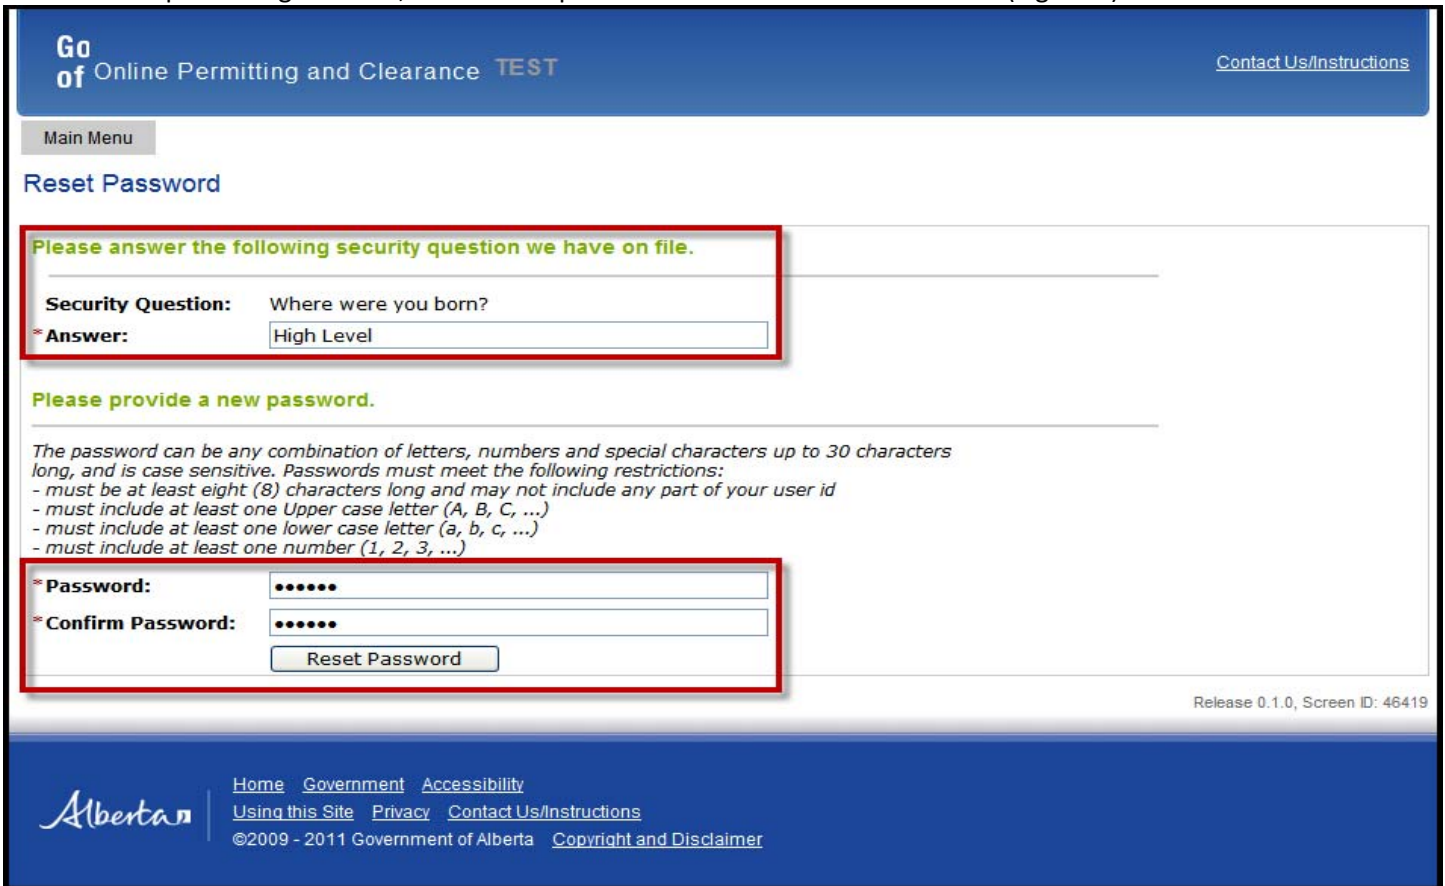 Go
of Online Permitting and Clearance TEST
Contact Us/Instructions
Main Menu
Reset Password
Please answer the following security question we have on file.
Security Question: Where were you born?
*Answer: High Level
Please provide a new password.
The password can be any combination of letters, numbers and special characters up to 30 characters
long, and is case sensitive. Passwords must meet the following restrictions:
- must be at least eight (8) characters long and may not include any part of your user id
- must include at least one Upper case letter (A, B, C, ...)
- must include at least one lower case letter (a, b, c, ...)
- must include at least one number (1, 2, 3, ...)
*Password: ••••••
*Confirm Password: ••••••
Reset Password
Release 0.1.0, Screen ID: 46419
Alberta
Home Government Accessibility
Using this Site Privacy Contact Us/Instructions
©2009 - 2011 Government of Alberta Copyright and Disclaimer